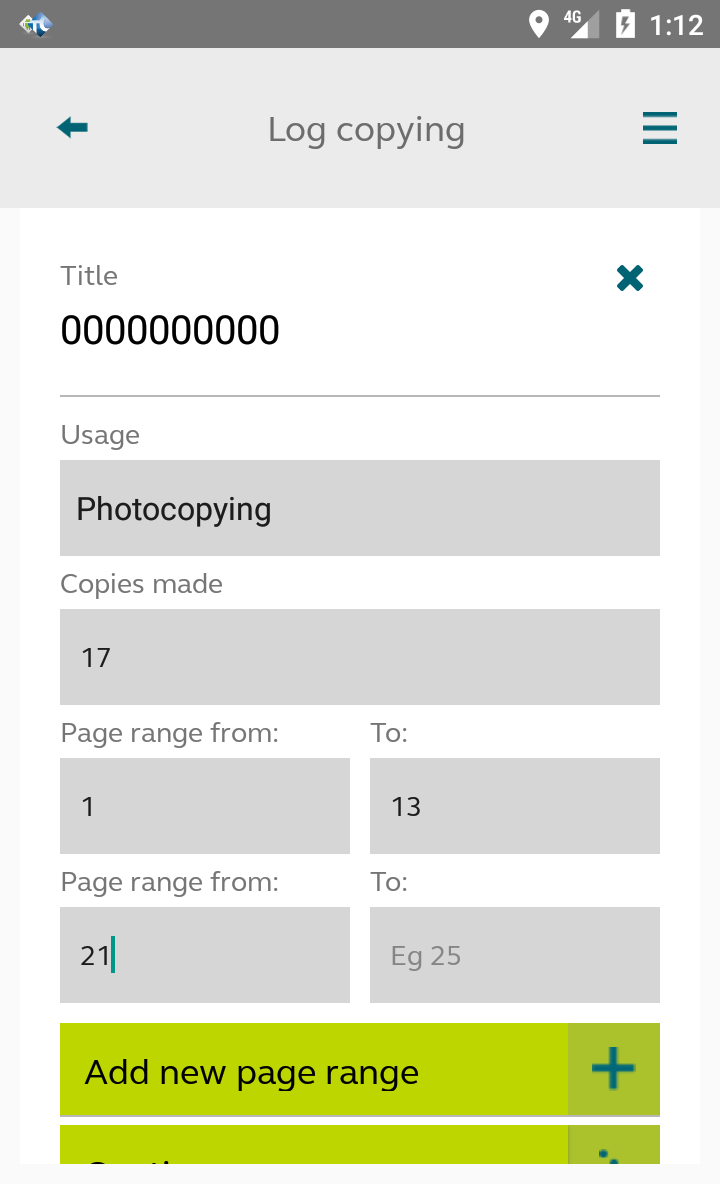 4G 1:12
Log copying
Title
0000000000
Usage
Photocopying
Copies made
17
Page range from: To:
1 13
Page range from: To:
21 Eg 25
Add new page range